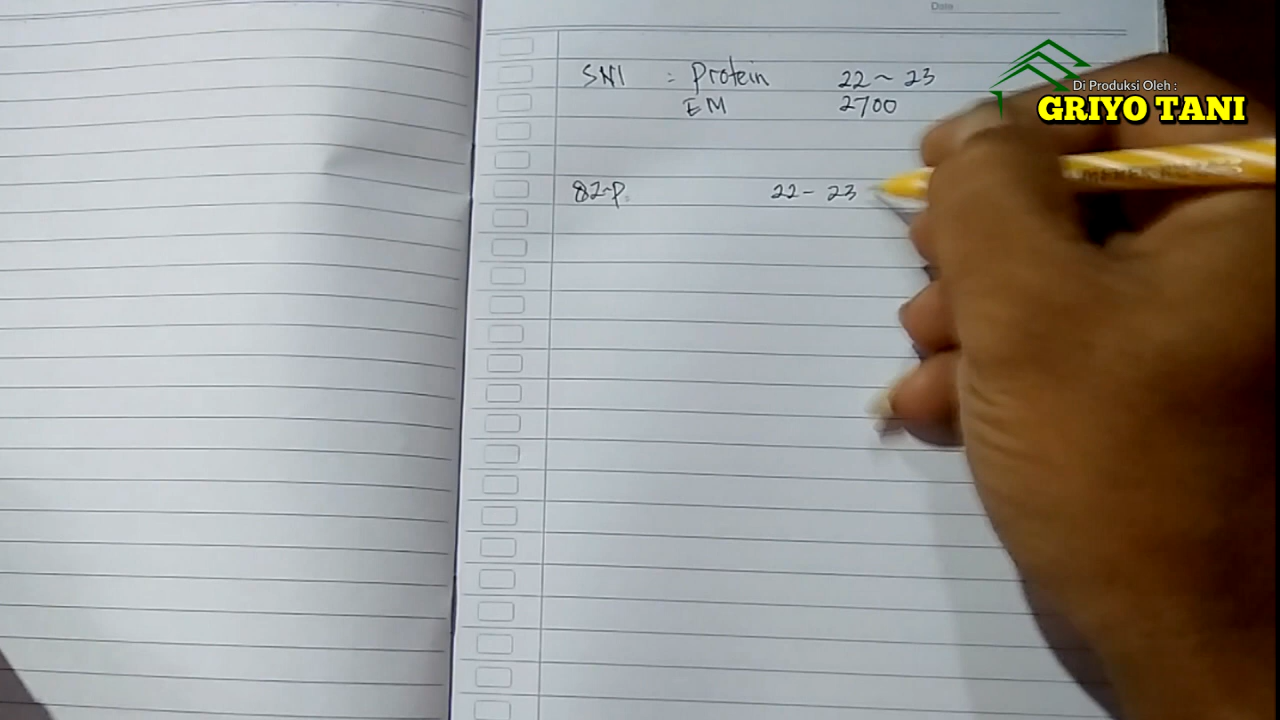 Date
Di Produksi Oleh :
GRIYO TANI
SNI : Protein 22 ~ 23
EM 2700
82-P 22 - 23